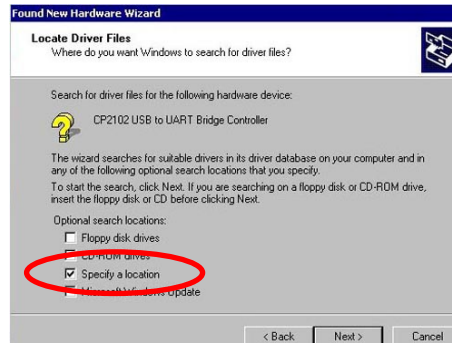 Found New Hardware Wizard
Locate Driver Files
Where do you want Windows to search for driver files?
Search for driver files for the following hardware device:
CP2102 USB to UART Bridge Controller
The wizard searches for suitable drivers in its driver database on your computer and in
any of the following optional search locations that you specify.
To start the search, click Next. If you are searching on a floppy disk or CD-ROM drive,
insert the floppy disk or CD before clicking Next.
Optional search locations:
Floppy disk drives
CD-ROM drives
Specify a location
Microsoft Windows Update
< Back Next > Cancel